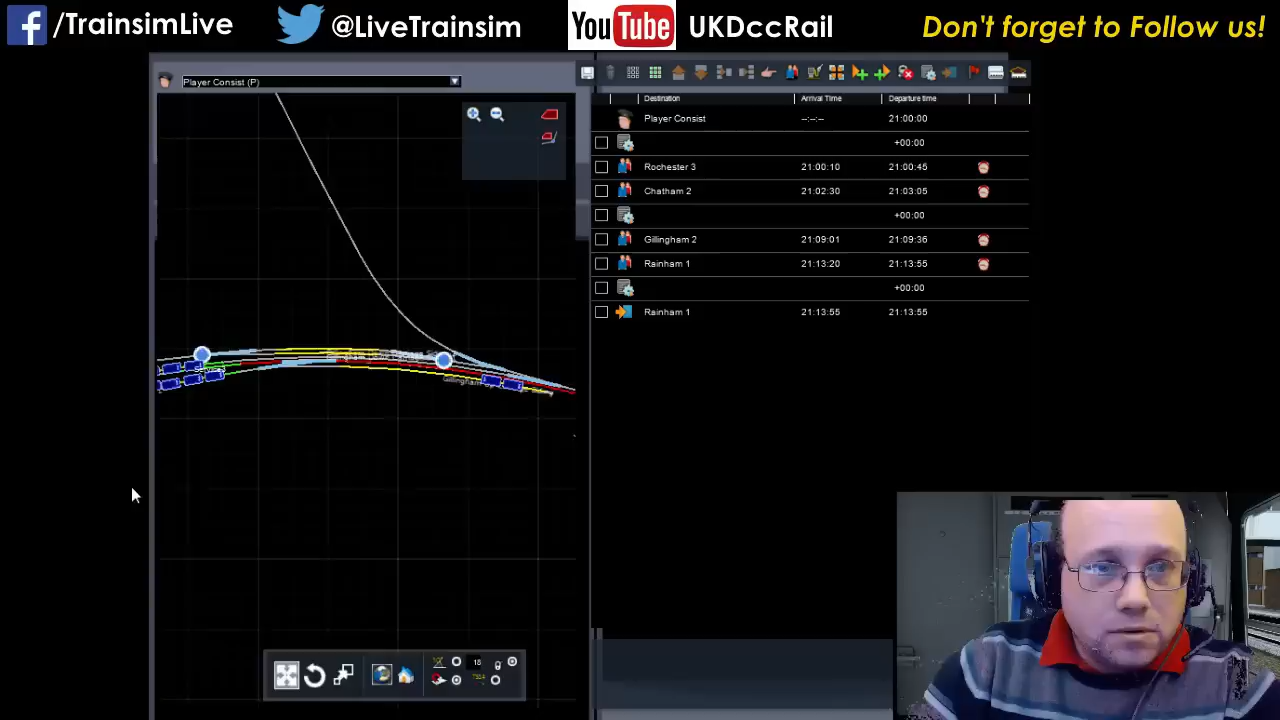 /TrainsimLive
@LiveTrainsim
YouTube
UKDccRail
Don't forget to Follow us!
Player Consist (P)
Destination Arrival Time Departure time
Player Consist --:--:-- 21:00:00
+00:00
Rochester 3 21:00:10 21:00:45
Chatham 2 21:02:30 21:03:05
+00:00
Gillingham 2 21:09:01 21:09:36
Rainham 1 21:13:20 21:13:55
+00:00
Rainham 1 21:13:55 21:13:55
18